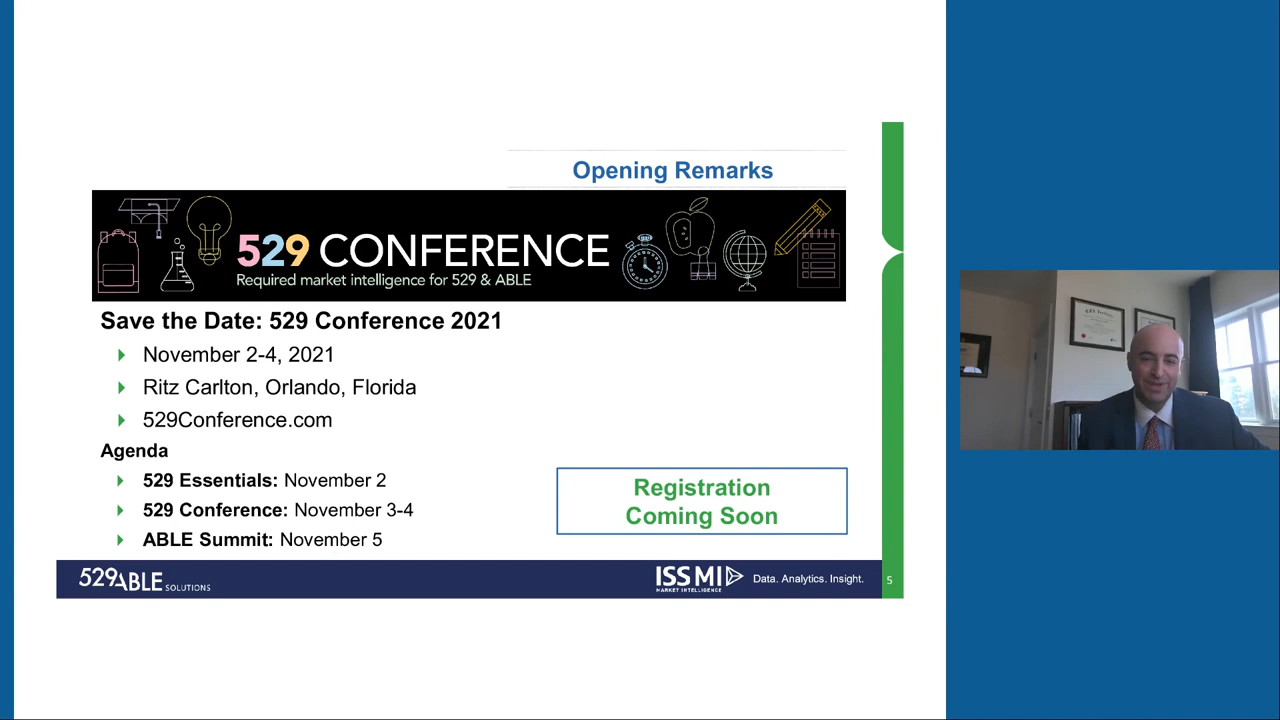 Opening Remarks
529 CONFERENCE
Required market intelligence for 529 & ABLE
Save the Date: 529 Conference 2021
November 2-4, 2021
Ritz Carlton, Orlando, Florida
529Conference.com
Agenda
529 Essentials: November 2
529 Conference: November 3-4
ABLE Summit: November 5
Registration
Coming Soon
529ABLE SOLUTIONS
ISS MI
MARKET INTELLIGENCE
Data. Analytics. Insight.
5